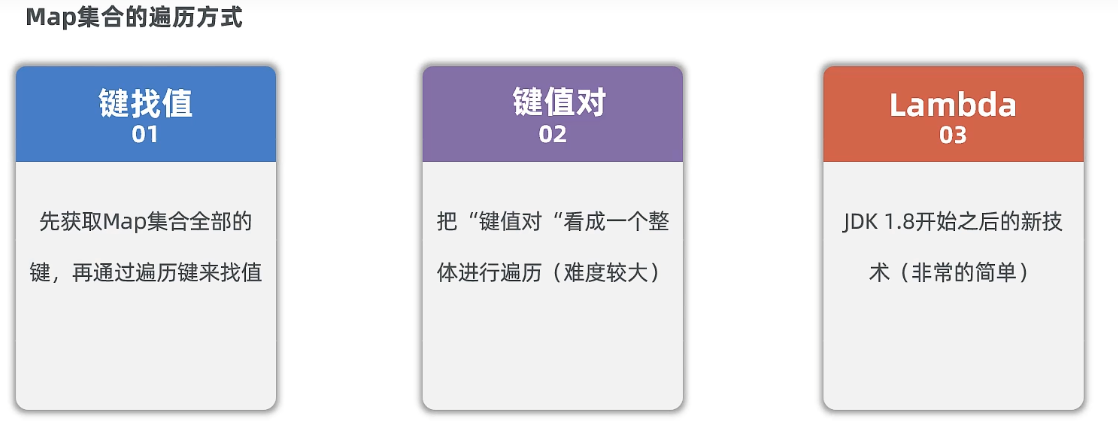 Map集合的遍历方式
键找值
01
先获取Map集合全部的
键，再通过遍历键来找值
键值对
02
把“键值对“看成一个整
体进行遍历（难度较大）
Lambda
03
JDK 1.8开始之后的新技
术（非常的简单）